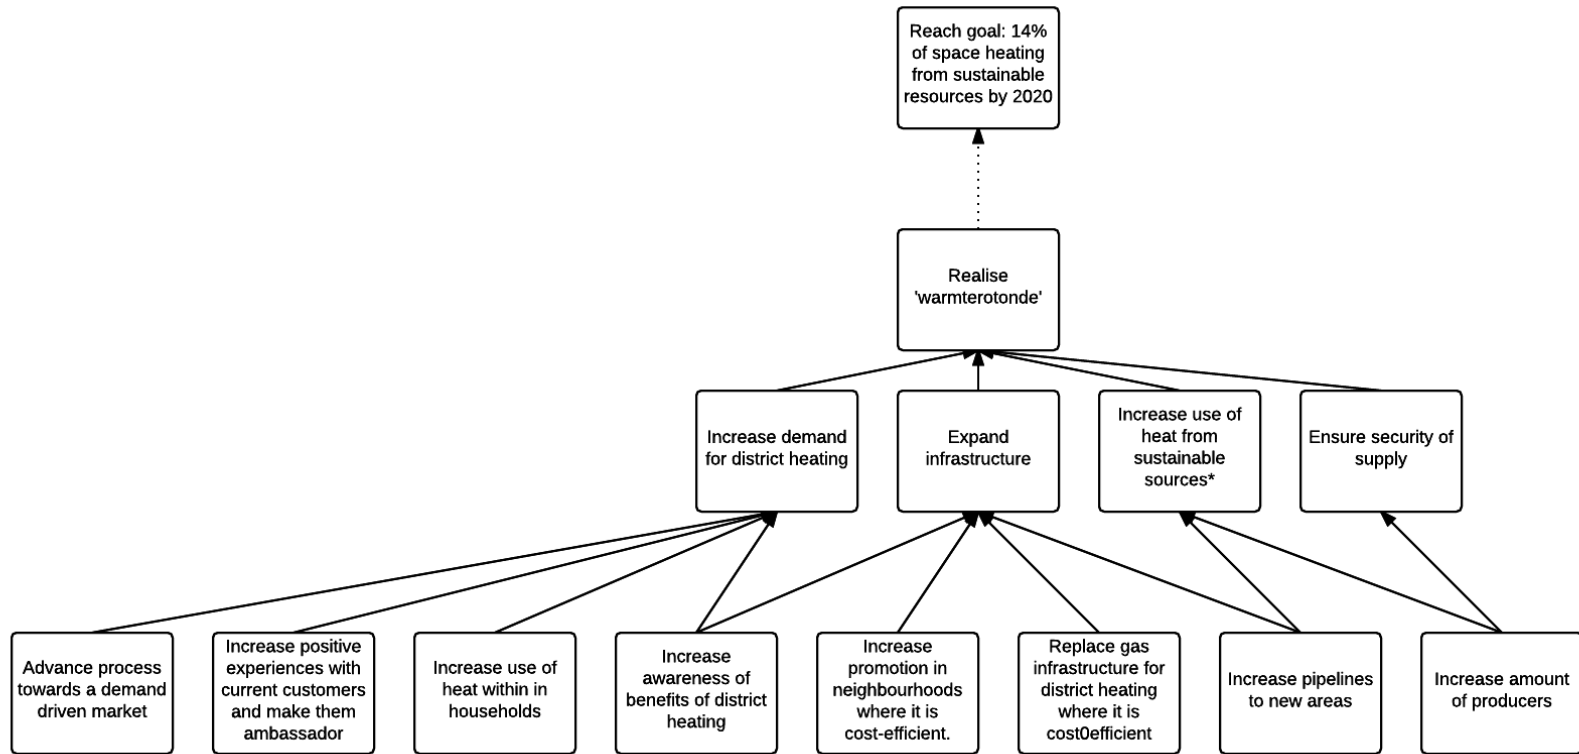 Reach goal: 14%
of space heating
from sustainable
resources by 2020
Realise
'warmterotonde'
Increase demand
for district heating
Expand
infrastructure
Increase use of
heat from
sustainable
sources*
Ensure security of
supply
Advance process
towards a demand
driven market
Increase positive
experiences with
current customers
and make them
ambassador
Increase use of
heat within in
households
Increase
awareness of
benefits of district
heating
Increase
promotion in
neighbourhoods
where it is
cost-efficient.
Replace gas
infrastructure for
district heating
where it is
cost0efficient
Increase pipelines
to new areas
Increase amount
of producers